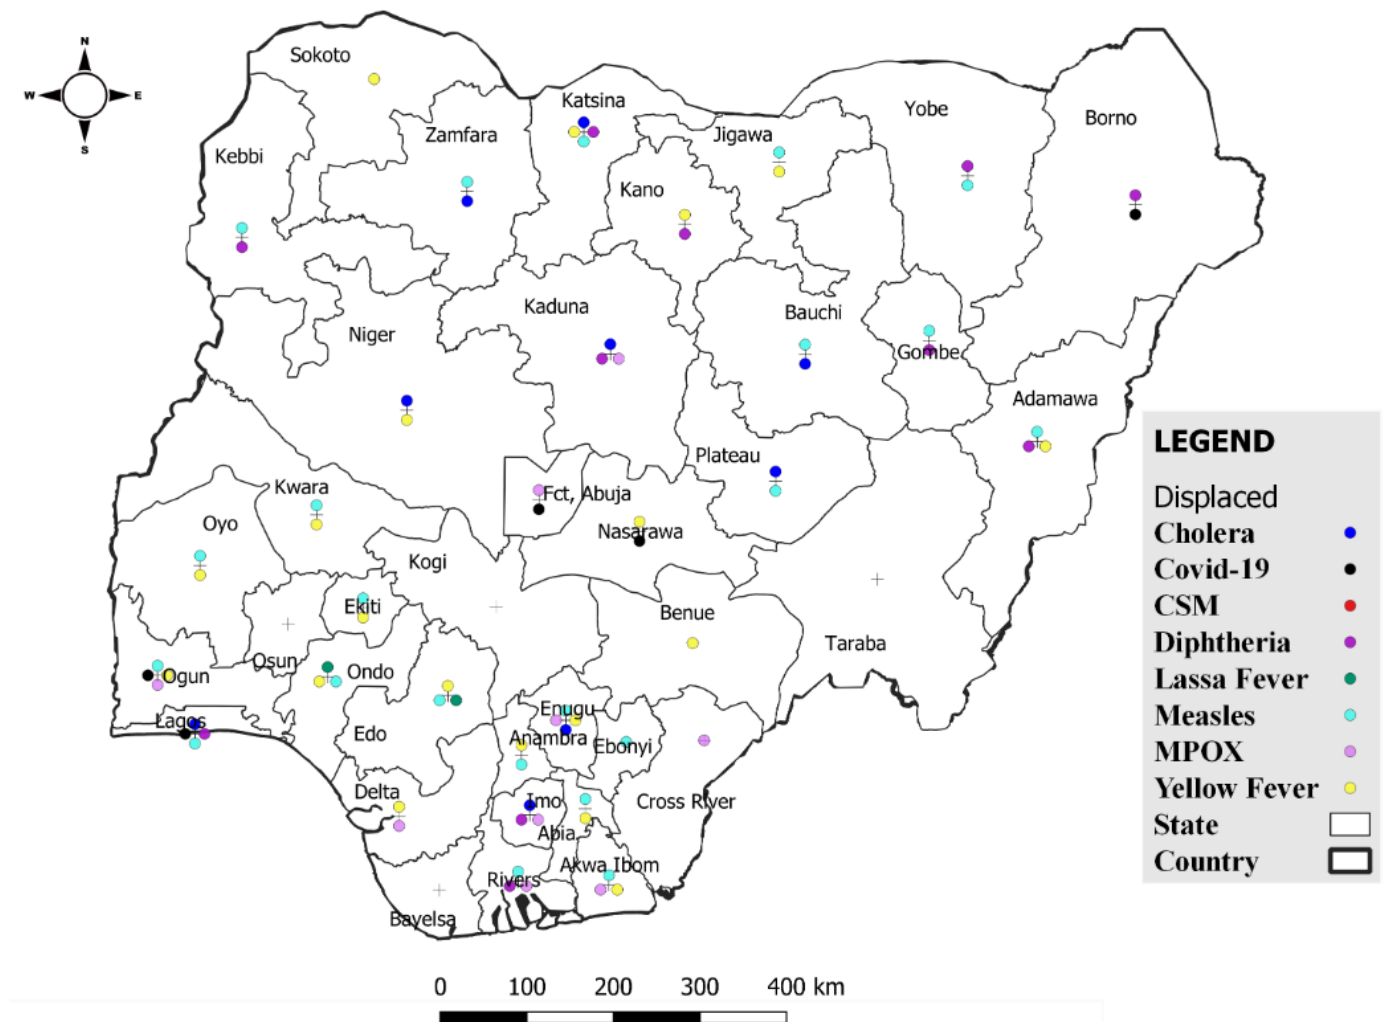 N
W E
S
Sokoto
Katsina
Zamfara
Jigawa
Yobe
Borno
Kebbi
Kano
Kaduna
Niger
Bauchi
Gombe
Adamawa
Plateau
Kwara
Fct, Abuja
Oyo
Nasarawa
Kogi
Ekiti
Benue
Osun
Ondo
Taraba
Ogun
Lagos
Enugu
Edo
Anambra
Ebonyi
Delta
Imo
Cross River
Abia
Akwa Ibom
Rivers
Bayelsa
LEGEND
Displaced
Cholera
Covid-19
CSM
Diphtheria
Lassa Fever
Measles
MPOX
Yellow Fever
State
Country
0 100 200 300 400 km